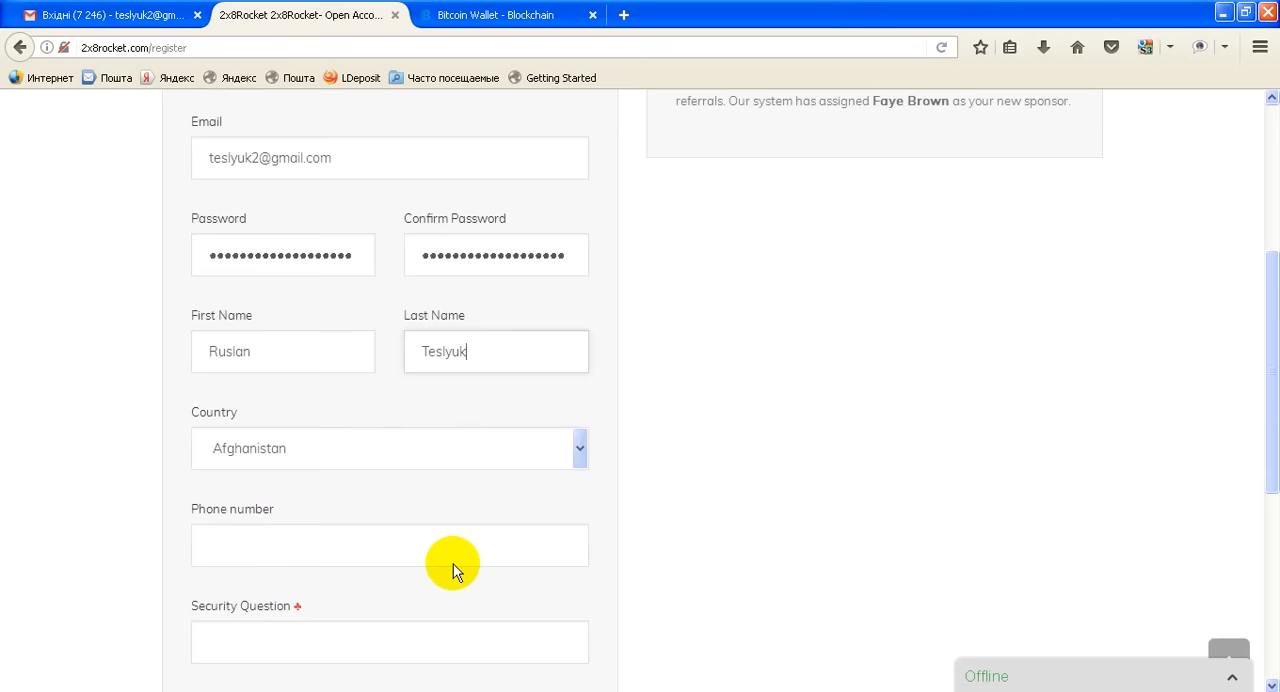 Вхідні (7 246) - teslyuk2@gm...
2x8Rocket 2x8Rocket- Open Acco...
Bitcoin Wallet - Blockchain
2x8rocket.com/register
Интернет
Пошта
Яндекс
Яндекс
Пошта
LDeposit
Часто посещаемые
Getting Started
referrals. Our system has assigned Faye Brown as your new sponsor.
Email
teslyuk2@gmail.com
Password
Confirm Password
•••••••••••••••••••
•••••••••••••••••••
First Name
Last Name
Ruslan
Teslyuk
Country
Afghanistan
Phone number
Security Question
Offline